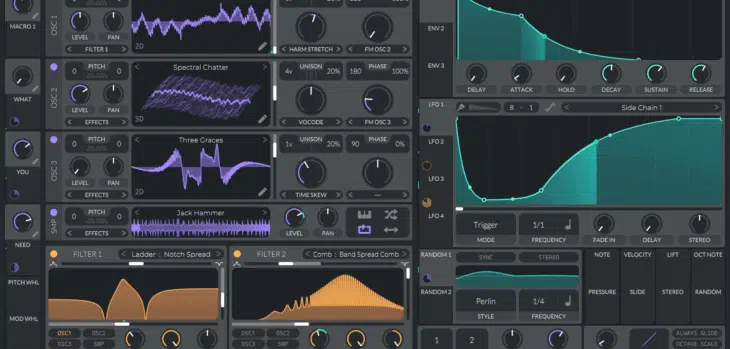 MACRO 1
WHAT
YOU
NEED
PITCH WHL
MOD WHL
OSC 1
LEVEL PAN
FILTER 1
2D
HARM STRETCH
FM OSC 2
0 PITCH 0
LEVEL PAN
EFFECTS
Spectral Chatter
3D
4v UNISON 20%
180 PHASE 100%
VOCODE
FM OSC 3
OSC 3
0 PITCH 0
LEVEL PAN
EFFECTS
Three Graces
2D
1v UNISON 20%
90 PHASE 0%
TIME SKEW
---
SMP
0 PITCH 0
EFFECTS
Jack Hammer
LEVEL PAN
FILTER 1
Ladder : Notch Spread
OSC1 OSC2
OSC3 SMP
FILTER 2
Comb : Band Spread Comb
OSC1 OSC2
OSC3 SMP
ENV 2
ENV 3
DELAY ATTACK HOLD DECAY SUSTAIN RELEASE
LFO 1
LFO 2
LFO 3
LFO 4
8 - 1
Side Chain 1
Trigger
MODE
1/1
FREQUENCY
FADE IN DELAY STEREO
RANDOM 1
RANDOM 2
SYNC STEREO
Perlin
STYLE
1/4
FREQUENCY
NOTE VELOCITY LIFT OCT NOTE
PRESSURE SLIDE STEREO RANDOM
1 2
ALWAYS GLIDE
OCTAVE SCALE